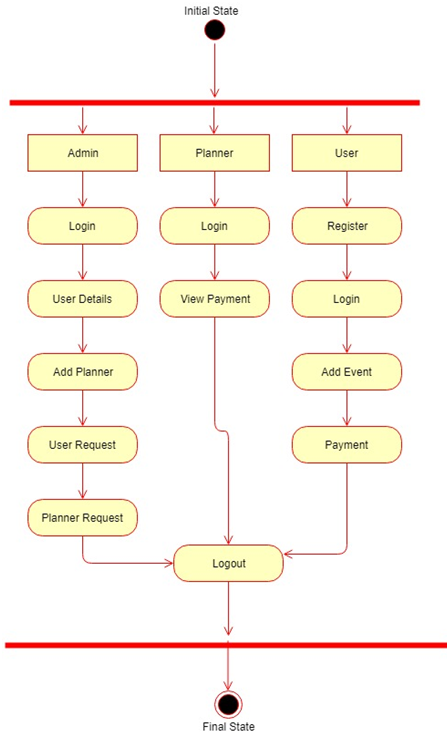 Initial State
Admin
Planner
User
Login
Login
Register
User Details
View Payment
Login
Add Planner
Add Event
User Request
Payment
Planner Request
Logout
Final State